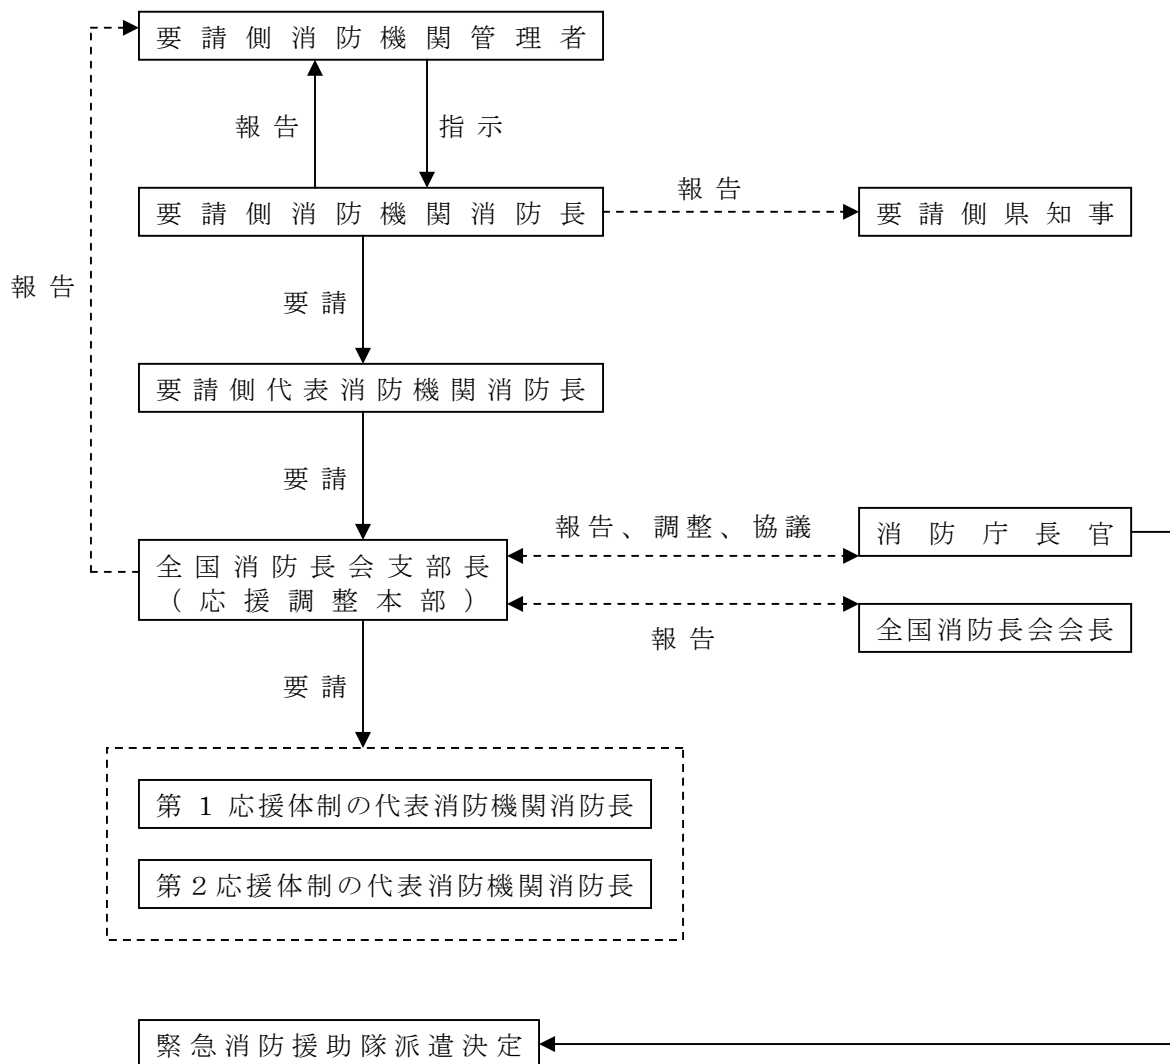 要請側消防機関管理者
報告
指示
要請側消防機関消防長
報告
要請側県知事
報告
要請
要請側代表消防機関消防長
要請
報告、調整、協議
消防庁長官
全国消防長会支部長
(応援調整本部)
全国消防長会会長
報告
要請
第1応援体制の代表消防機関消防長
第2応援体制の代表消防機関消防長
緊急消防援助隊派遣決定